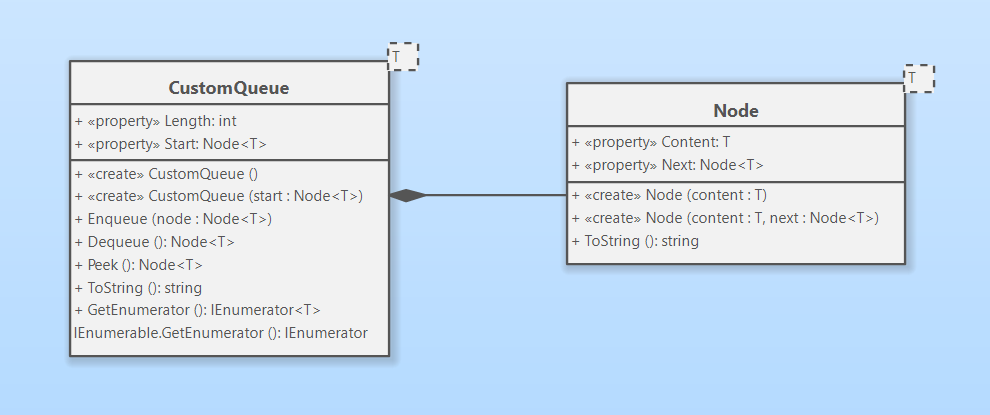 T
CustomQueue
+ «property» Length: int
+ «property» Start: Node<T>
+ «create» CustomQueue ()
+ «create» CustomQueue (start : Node<T>)
+ Enqueue (node : Node<T>)
+ Dequeue (): Node<T>
+ Peek (): Node<T>
+ ToString (): string
+ GetEnumerator (): IEnumerator<T>
IEnumerable.GetEnumerator (): IEnumerator
T
Node
+ «property» Content: T
+ «property» Next: Node<T>
+ «create» Node (content : T)
+ «create» Node (content : T, next : Node<T>)
+ ToString (): string